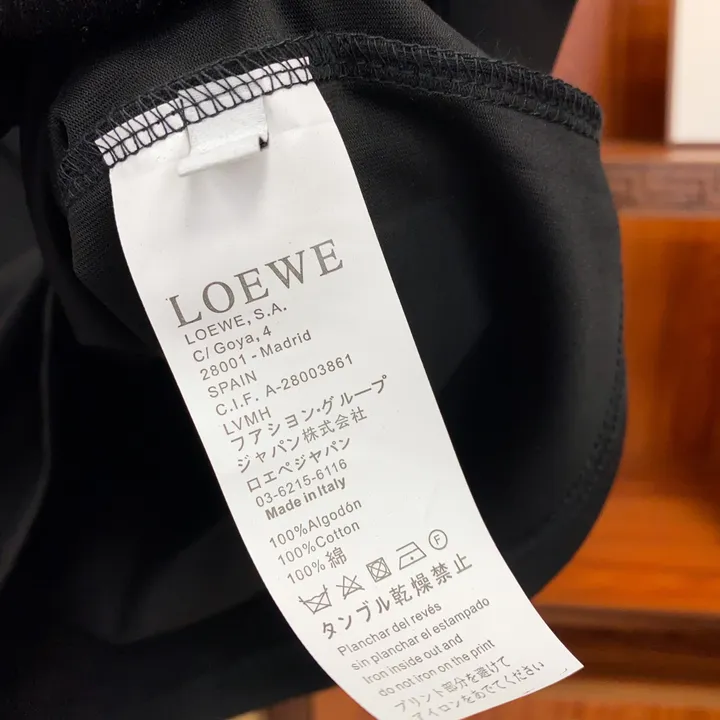 LOEWE
LOEWE, S.A.
C/ Goya, 4
28001 - Madrid
SPAIN
C.I.F. A-28003861
LVMH
ファシヨン・グループ
ジャパン株式会社
ロエベジャパン
03-6215-6116
Made in Italy
100%Algodón
100%Cotton
100% 綿
F
タンブル乾燥禁止
Planchar del revés
sin planchar el estampado
Iron inside out and
do not iron on the print
プリント部分を避けて
アイロンをあててください